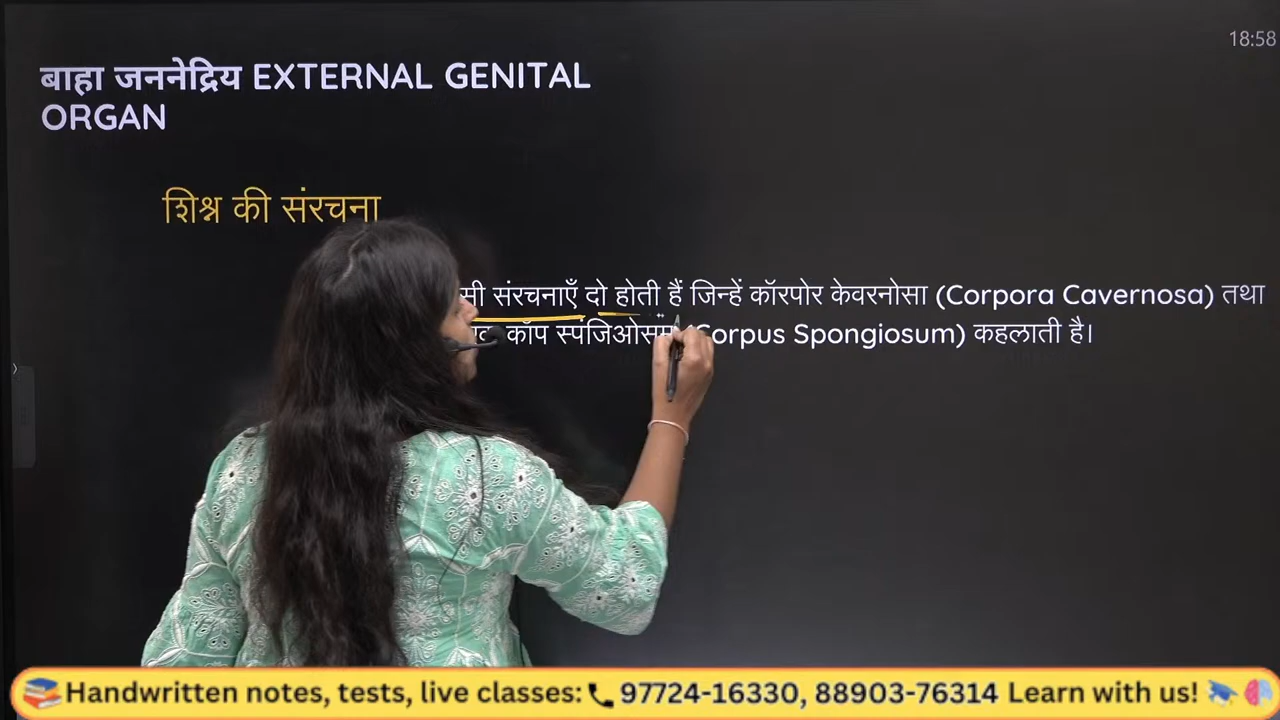 18:58
बाहा जननेद्रिय EXTERNAL GENITAL
ORGAN
शिश्न की संरचना
सी संरचनाएँ दो होती हैं जिन्हें कॉरपोर केवरनोसा (Corpora Cavernosa) तथा
कॉप स्पंजिओसम (Corpus Spongiosum) कहलाती है।
Handwritten notes, tests, live classes: 97724-16330, 88903-76314 Learn with us!